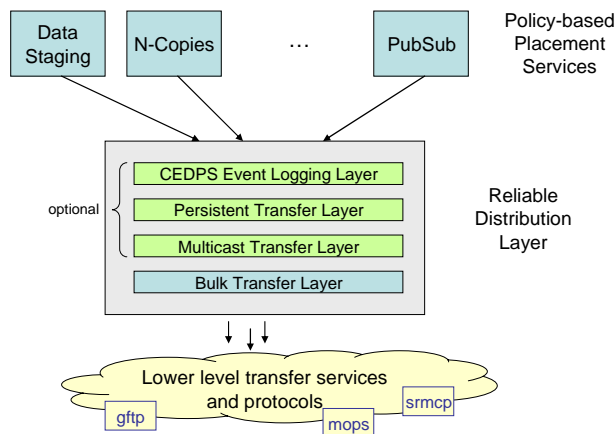 Data
Staging
N-Copies
...
PubSub
Policy-based
Placement
Services
CEDPS Event Logging Layer
optional
Persistent Transfer Layer
Multicast Transfer Layer
Bulk Transfer Layer
Reliable
Distribution
Layer
Lower level transfer services
and protocols
gftp
mops
srmcp